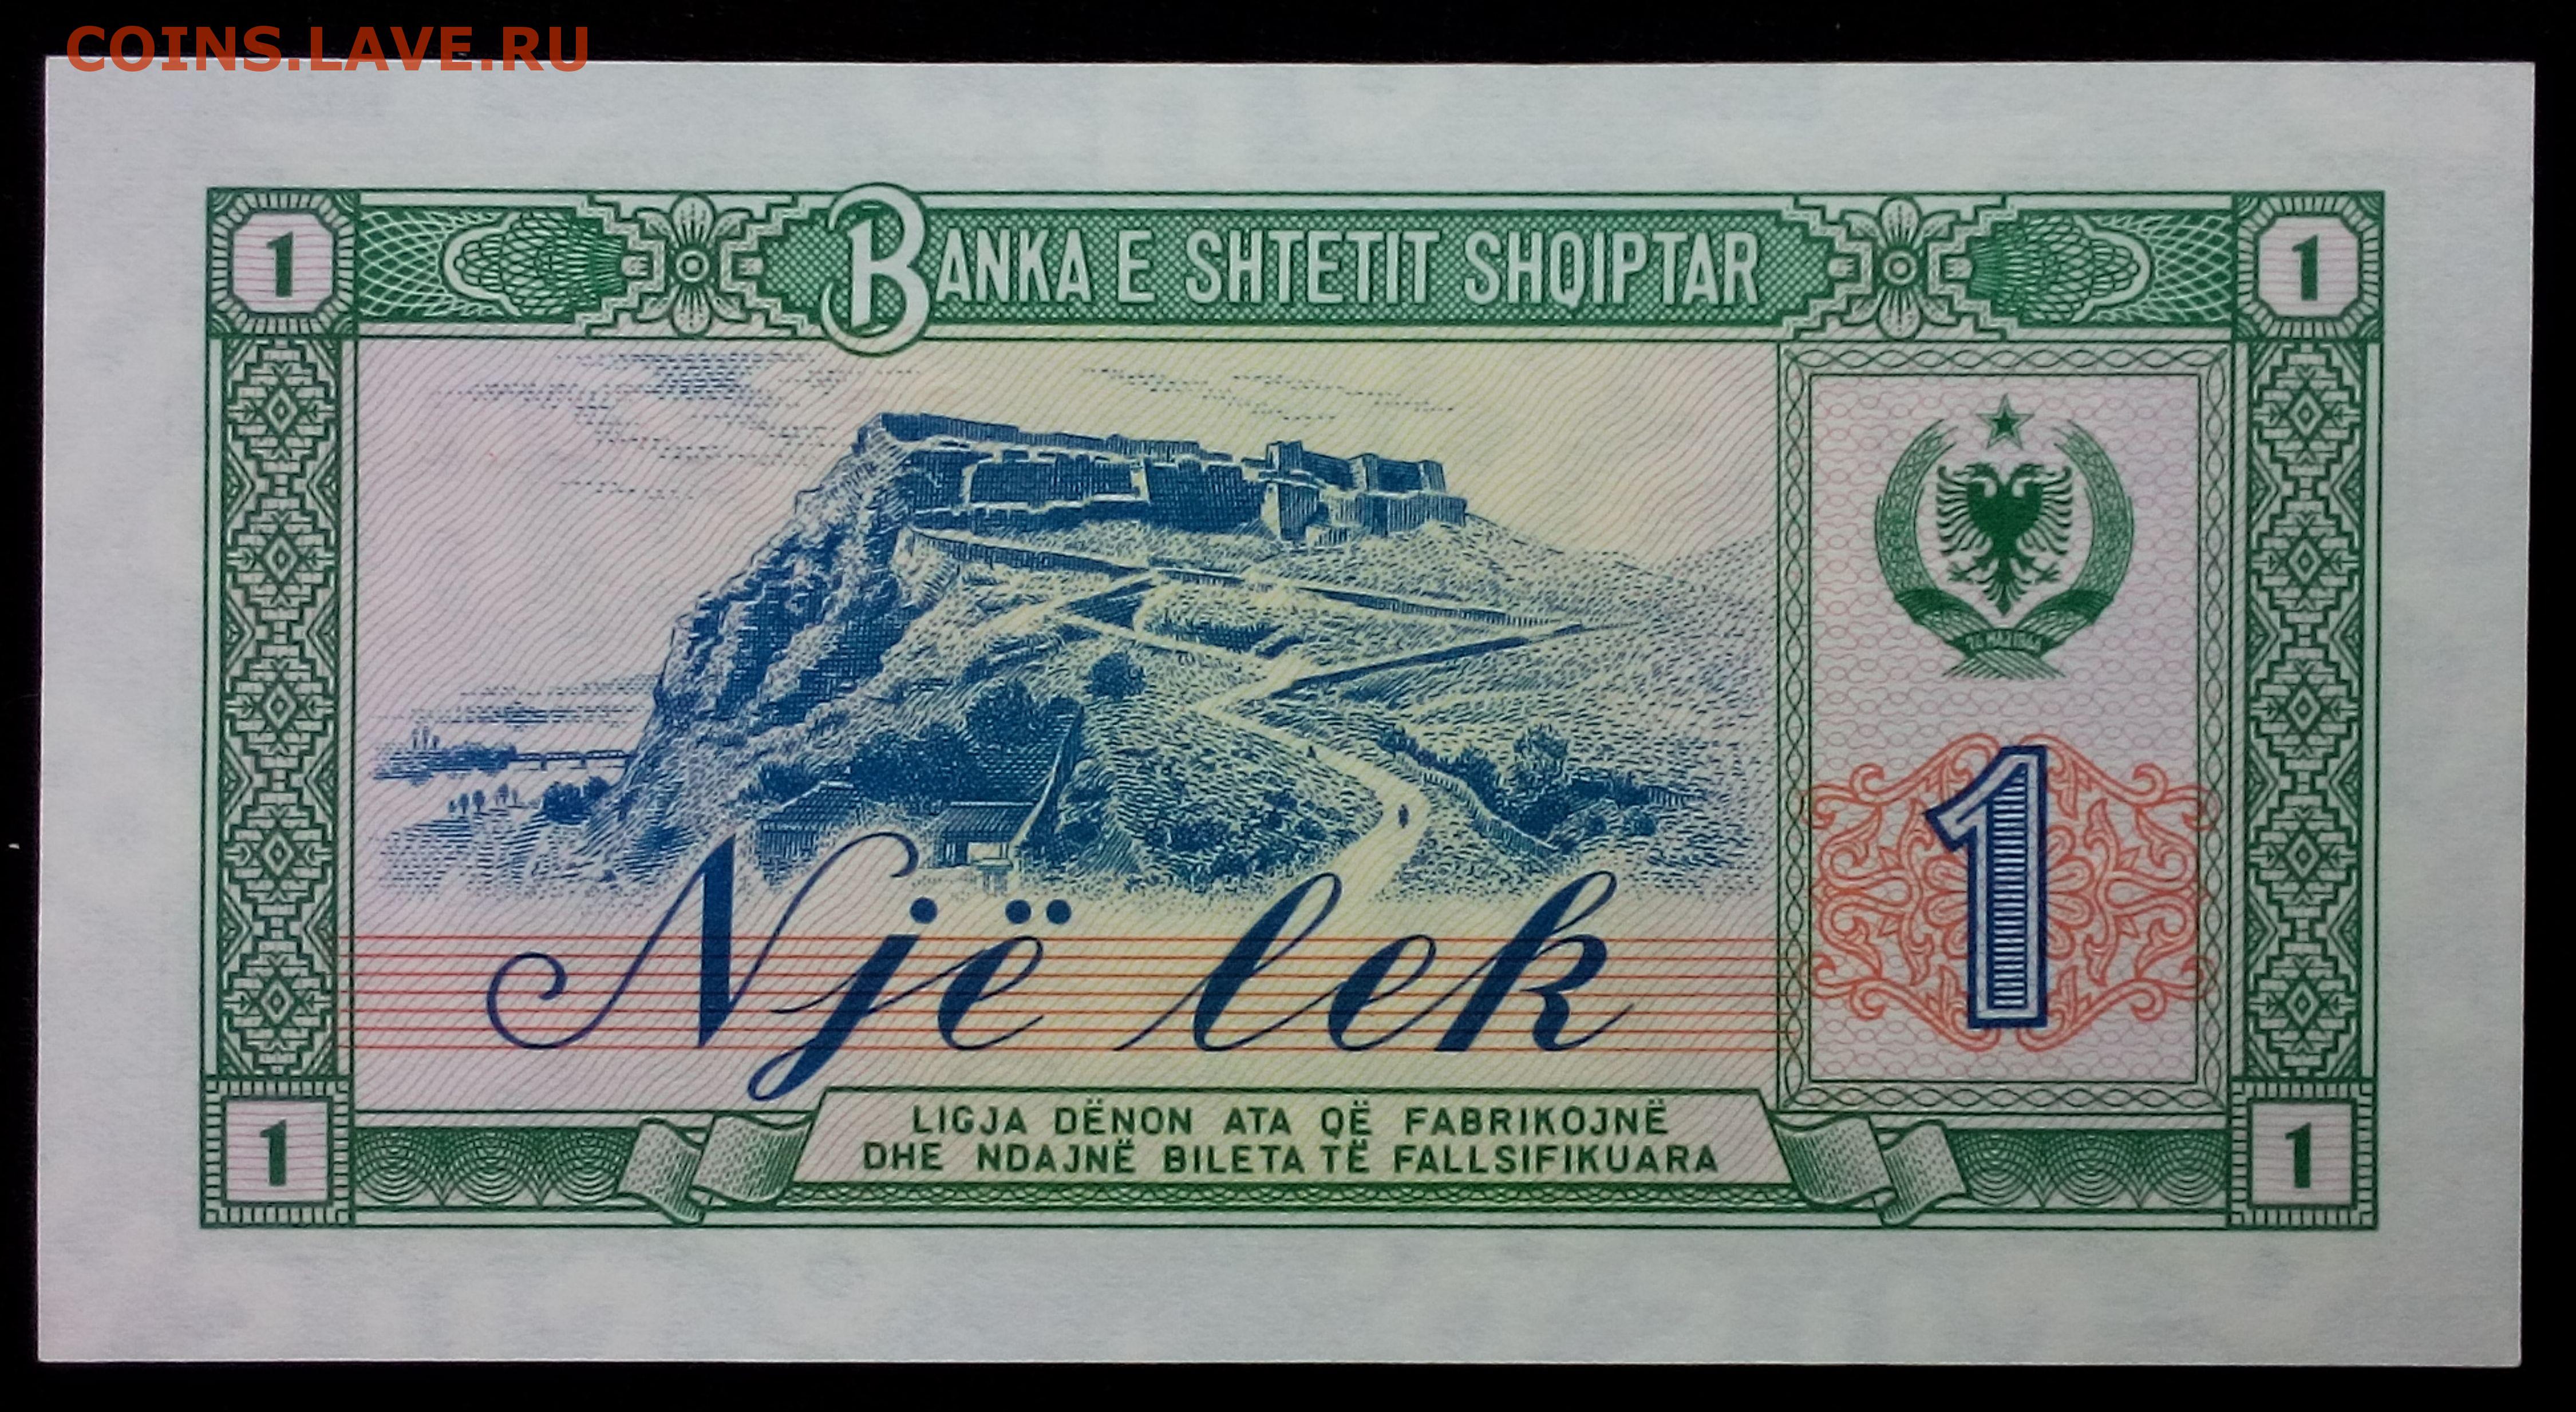 COINS.LAVE.RU
1 BANKA E SHTETIT SHQIPTAR 1
1
Një lek
LIGJA DËNON ATA QË FABRIKOJNË
DHE NDAJNË BILETA TË FALLSIFIKUARA
1 1